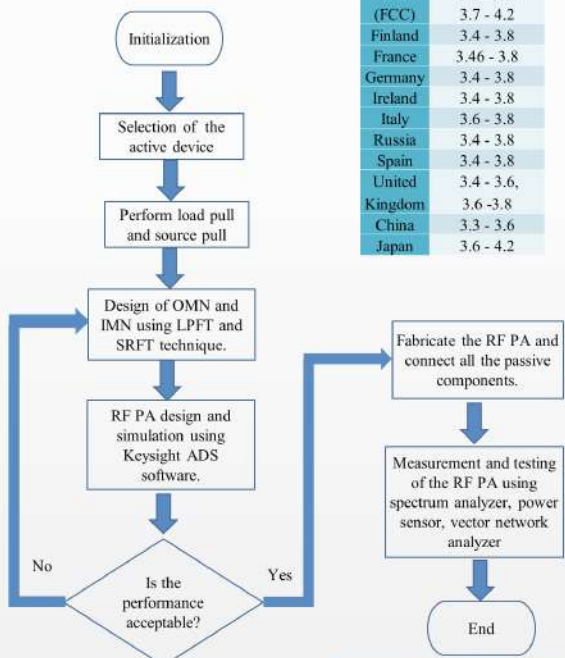 Initialization
Selection of the
active device
Perform load pull
and source pull
Design of OMN and
IMN using LPFT and
SRFT technique.
RF PA design and
simulation using
Keysight ADS
software.
Is the
performance
acceptable?
No
Yes
Fabricate the RF PA and
connect all the passive
components.
Measurement and testing
of the RF PA using
spectrum analyzer, power
sensor, vector network
analyzer
End
(FCC) 3.7 - 4.2
Finland 3.4 - 3.8
France 3.46 - 3.8
Germany 3.4 - 3.8
Ireland 3.4 - 3.8
Italy 3.6 - 3.8
Russia 3.4 - 3.8
Spain 3.4 - 3.8
United 3.4 - 3.6,
Kingdom 3.6 -3.8
China 3.3 - 3.6
Japan 3.6 - 4.2